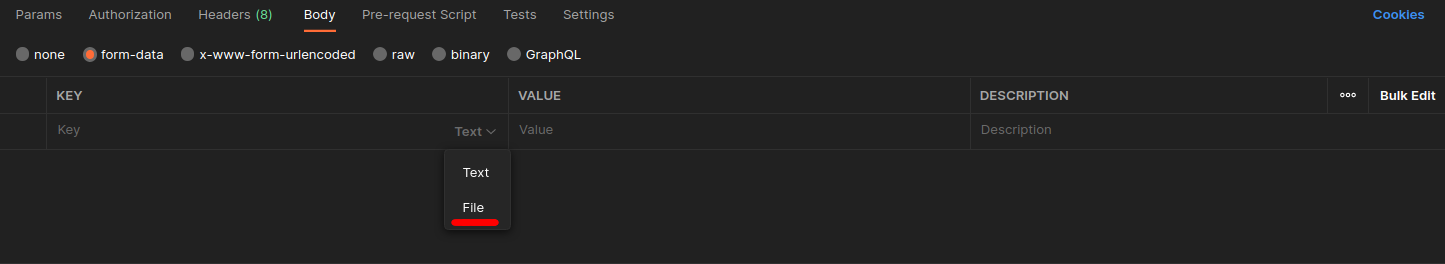 Params Authorization Headers (8) Body Pre-request Script Tests Settings Cookies
none form-data x-www-form-urlencoded raw binary GraphQL
KEY VALUE DESCRIPTION Bulk Edit
Key Text Value Description
Text
File